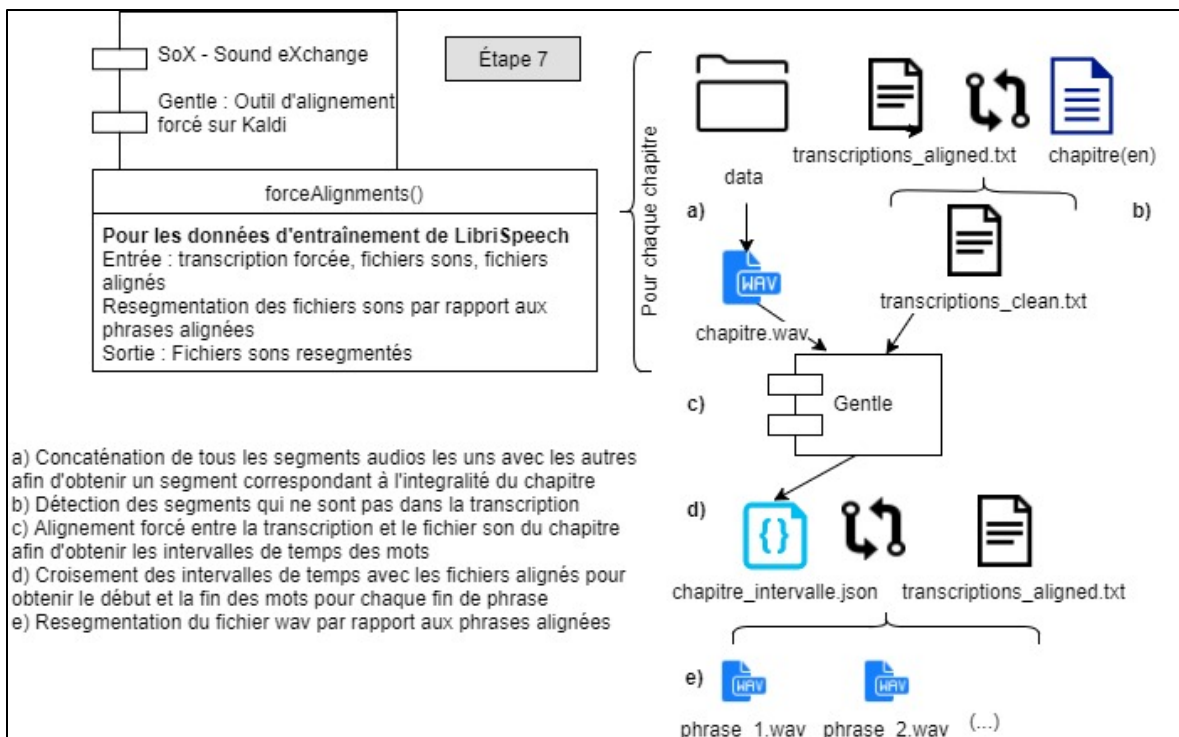 SoX - Sound eXchange
Gentle : Outil d'alignement
forcé sur Kaldi
Étape 7
forceAlignments()
Pour les données d'entraînement de LibriSpeech
Entrée : transcription forcée, fichiers sons, fichiers
alignés
Resegmentation des fichiers sons par rapport aux
phrases alignées
Sortie : Fichiers sons resegmentés
Pour chaque chapitre
data
transcriptions_aligned.txt
chapitre(en)
a)
b)
WAV
chapitre.wav
transcriptions_clean.txt
c)
Gentle
d)
{}
chapitre_intervalle.json
transcriptions_aligned.txt
e)
WAV
WAV
phrase_1.wav
phrase_2.wav
(...)
a) Concaténation de tous les segments audios les uns avec les autres
afin d'obtenir un segment correspondant à l'integralité du chapitre
b) Détection des segments qui ne sont pas dans la transcription
c) Alignement forcé entre la transcription et le fichier son du chapitre
afin d'obtenir les intervalles de temps des mots
d) Croisement des intervalles de temps avec les fichiers alignés pour
obtenir le début et la fin des mots pour chaque fin de phrase
e) Resegmentation du fichier wav par rapport aux phrases alignées